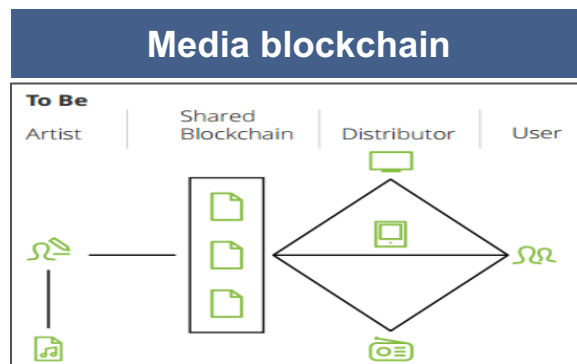 Media blockchain
To Be
Artist
Shared
Blockchain
Distributor
User